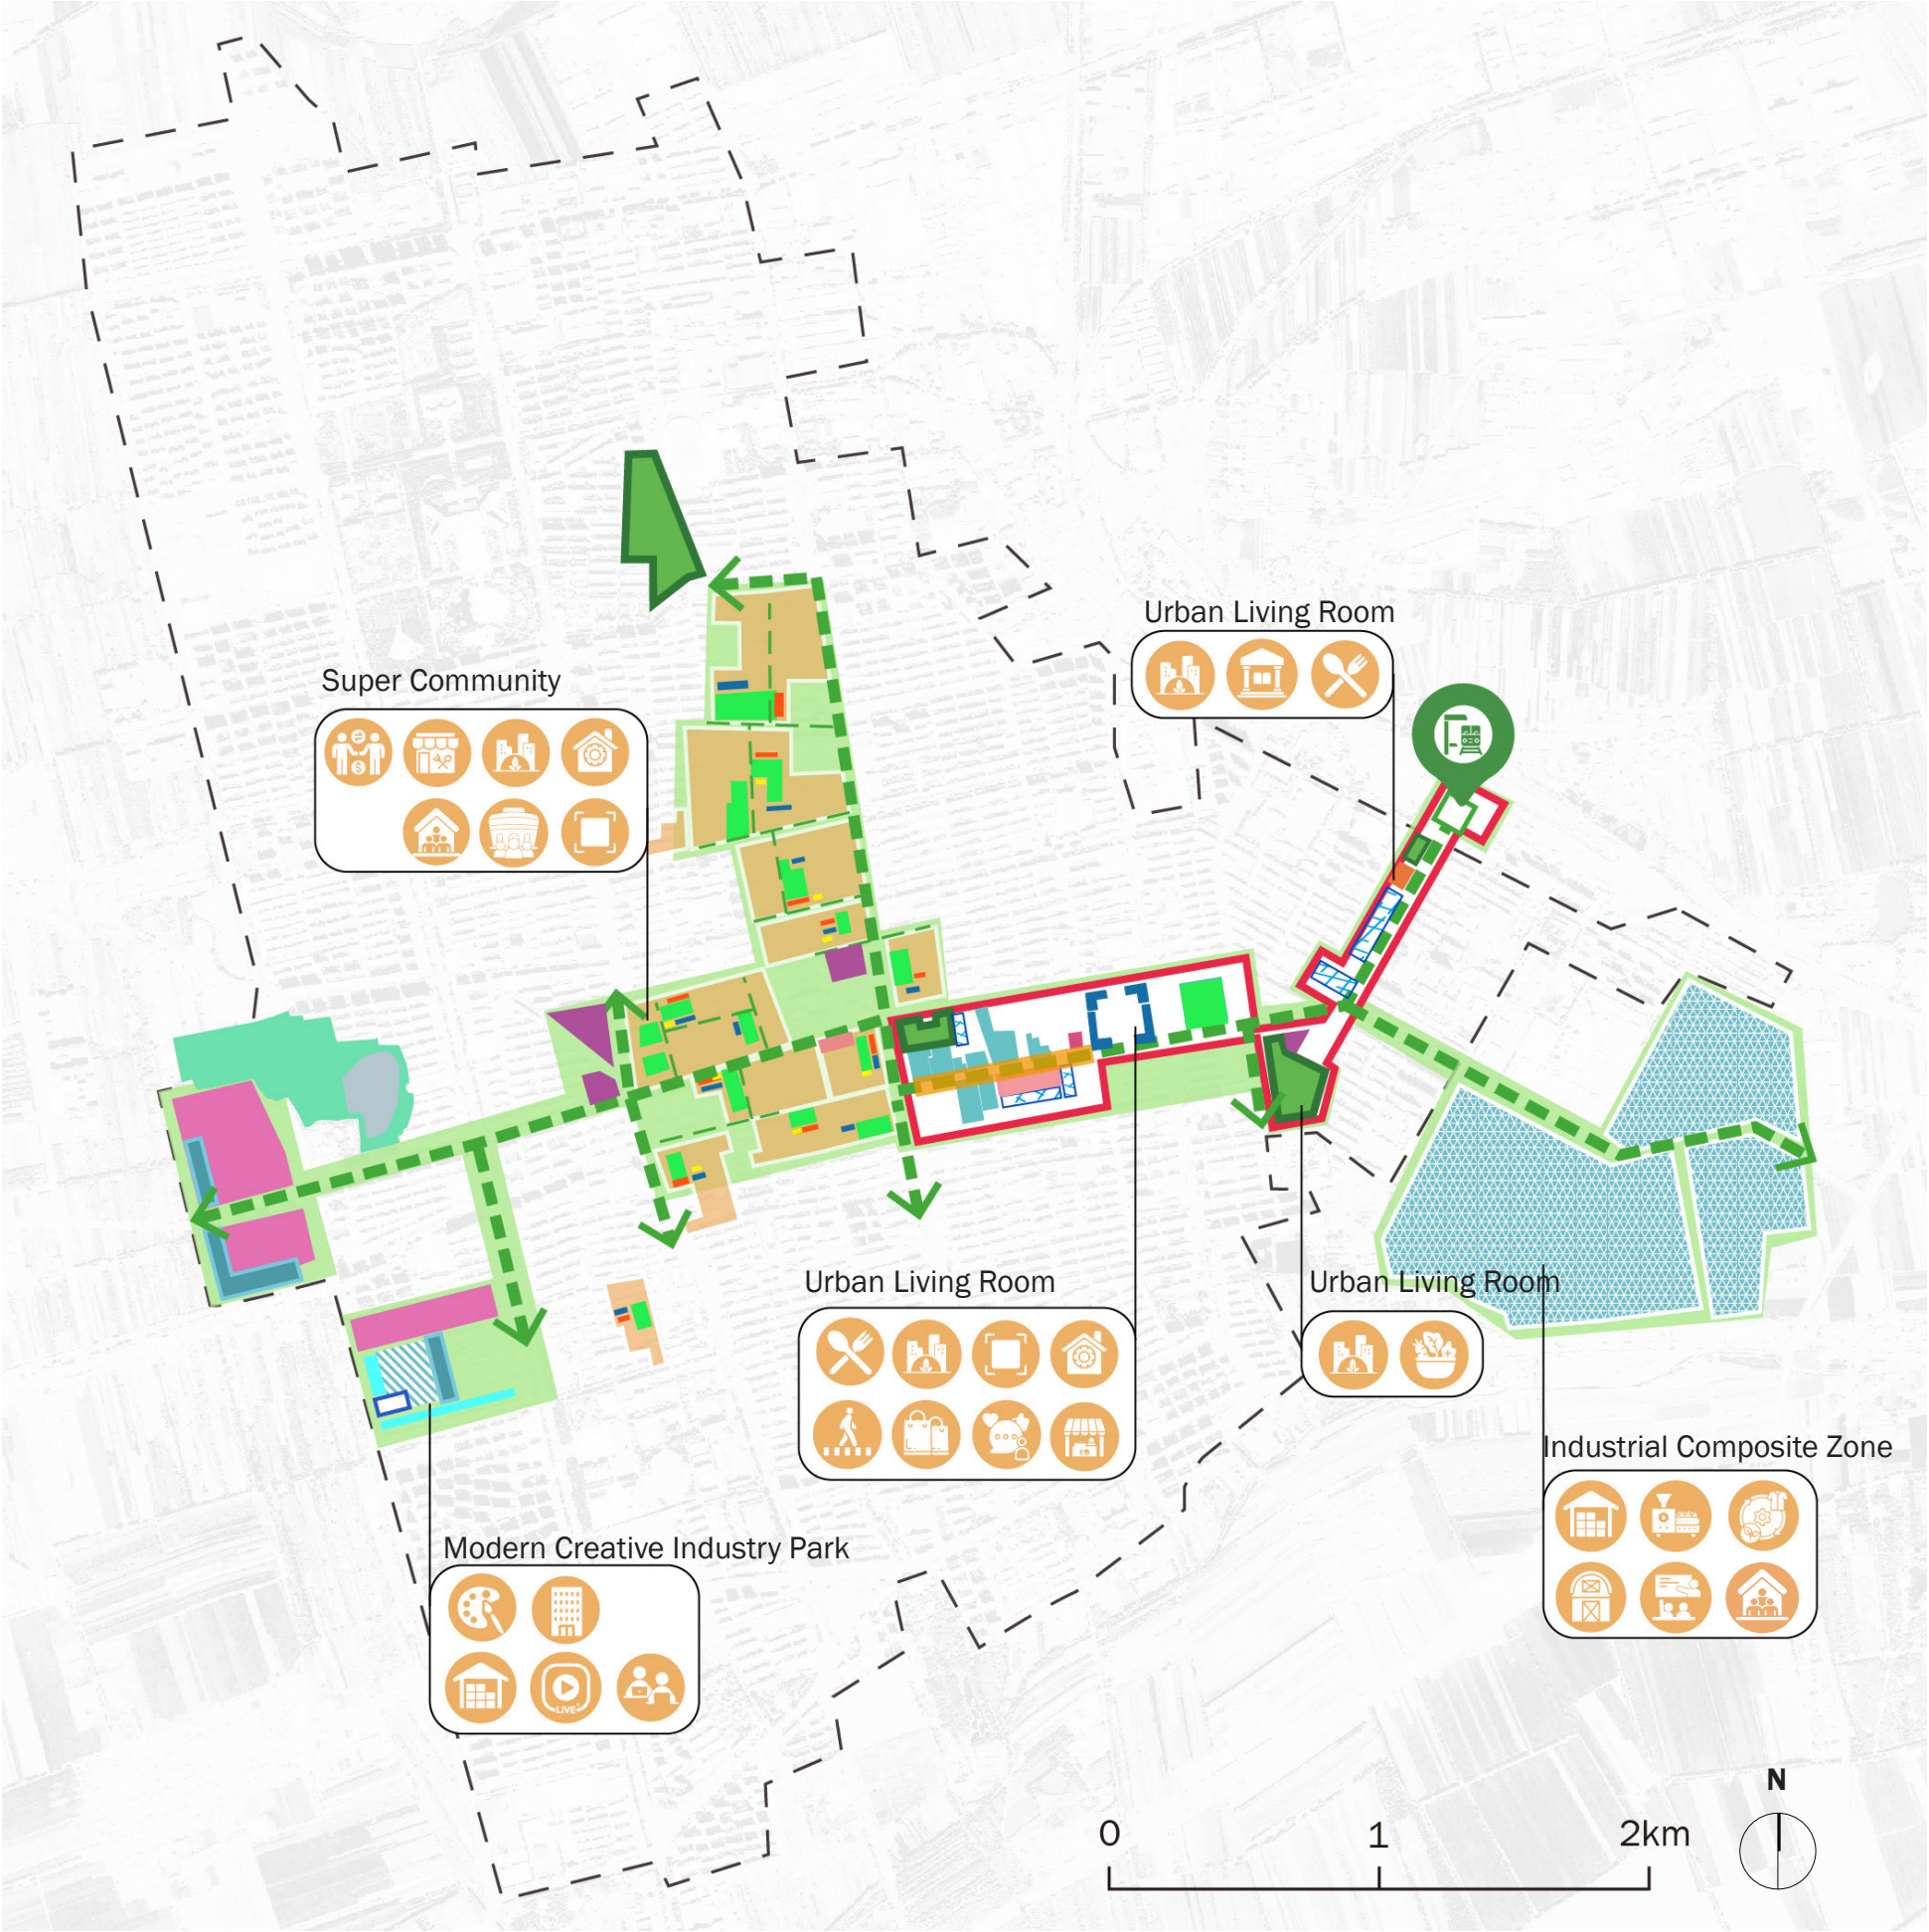 Urban Living Room
Super Community
Urban Living Room
Urban Living Room
Industrial Composite Zone
Modern Creative Industry Park
LIVE
N
0 1 2km